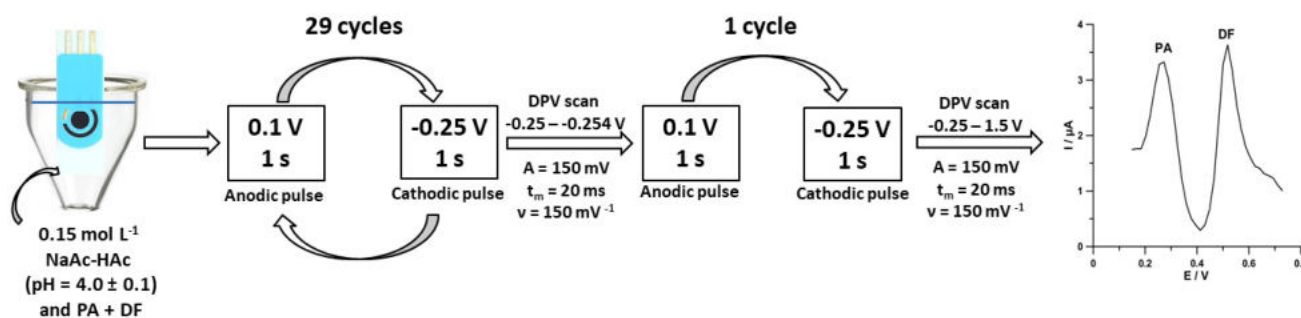 29 cycles
1 cycle
0.1 V
1 s
Anodic pulse
-0.25 V
1 s
Cathodic pulse
DPV scan
-0.25 – -0.254 V
A = 150 mV
tₘ = 20 ms
ν = 150 mV ⁻¹
0.1 V
1 s
Anodic pulse
-0.25 V
1 s
Cathodic pulse
DPV scan
-0.25 – 1.5 V
A = 150 mV
tₘ = 20 ms
ν = 150 mV ⁻¹
0.15 mol L⁻¹
NaAc-HAc
(pH = 4.0 ± 0.1)
and PA + DF
PA
DF
I / µA
4
3
2
1
0
0
0.2
0.4
0.6
E / V